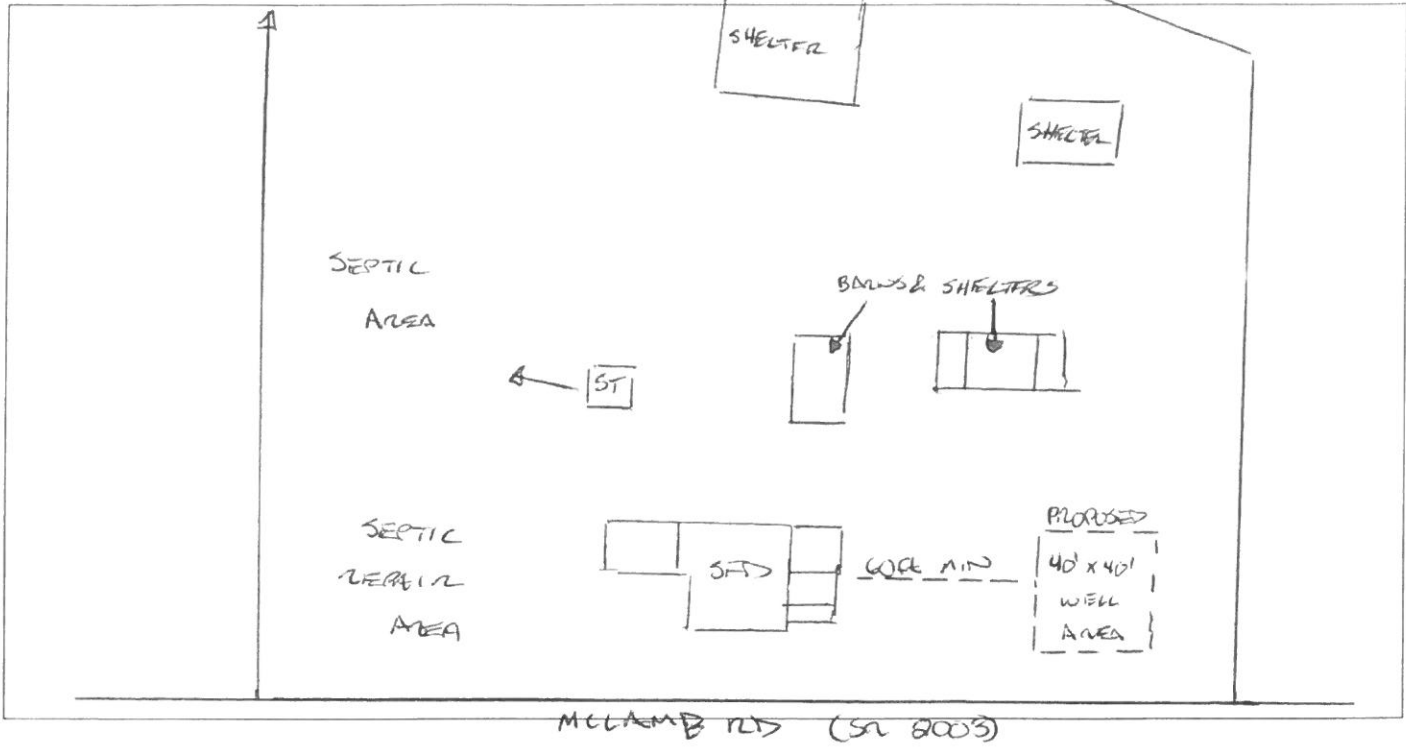 SHELTER
SHELTER
SEPTIC
AREA
BARNS & SHELTERS
ST
SEPTIC
REPAIR
AREA
SFD
MIN
PROPOSED
40' x 40'
WELL
AREA
MCLAMB RD (SR 2003)